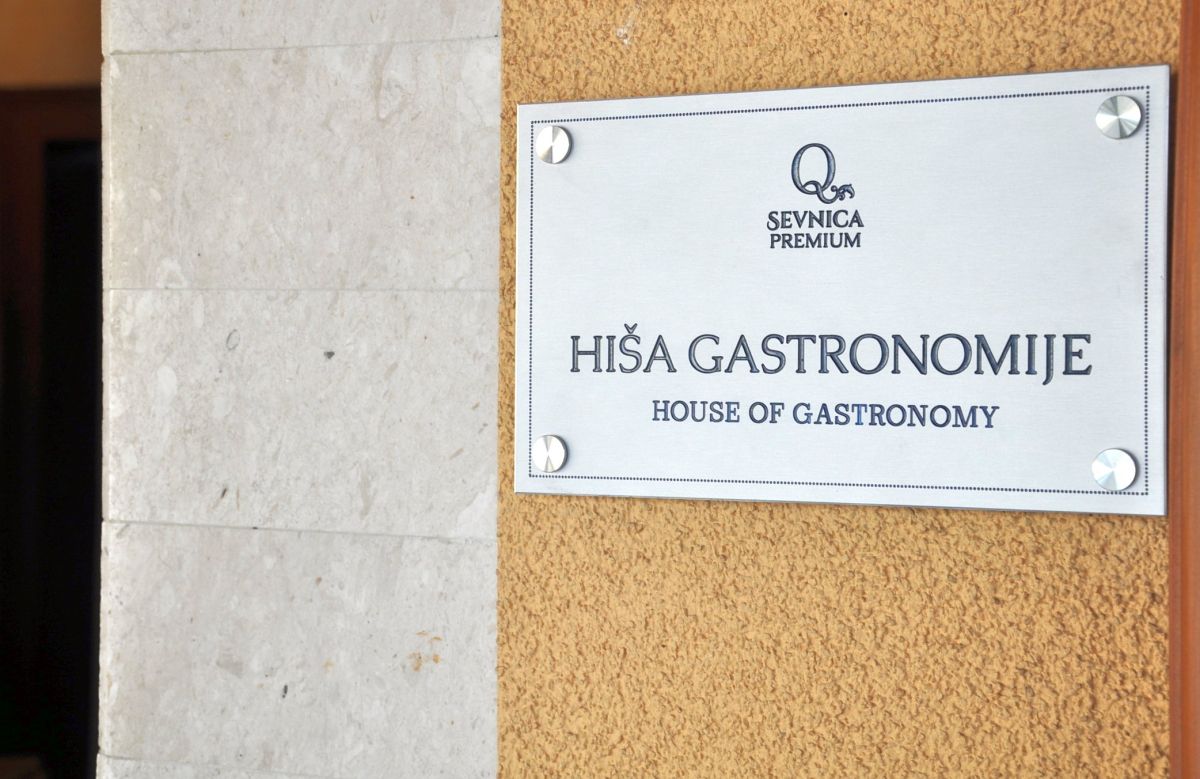 Q
SEVNICA
PREMIUM
HIŠA GASTRONOMIJE
HOUSE OF GASTRONOMY